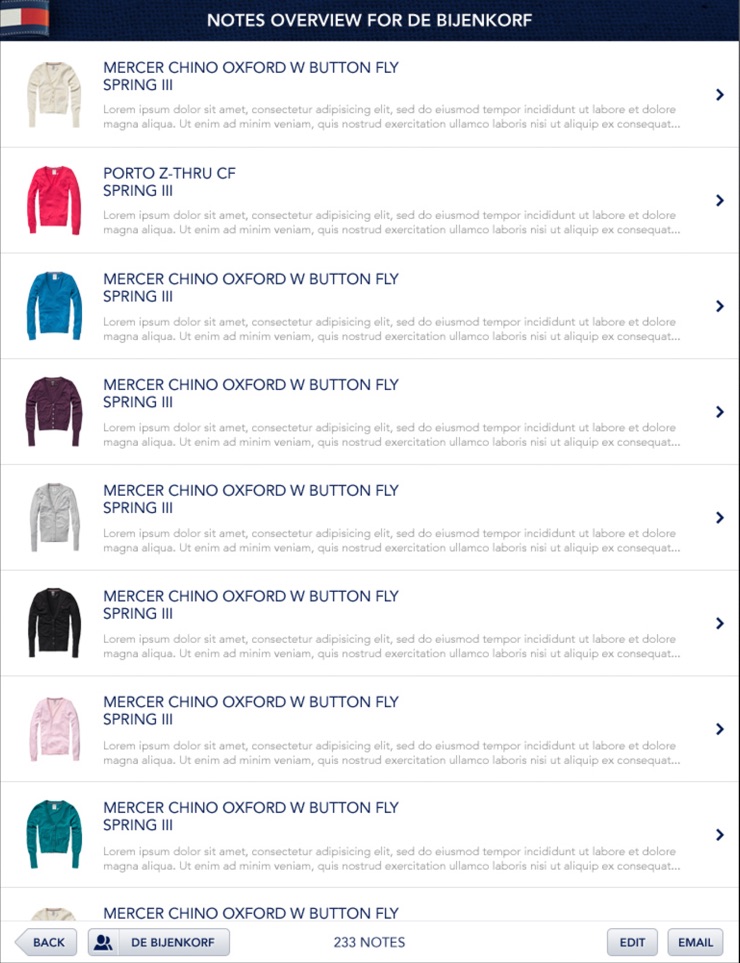 NOTES OVERVIEW FOR DE BIJENKORF
MERCER CHINO OXFORD W BUTTON FLY
SPRING III
Lorem ipsum dolor sit amet, consectetur adipisicing elit, sed do eiusmod tempor incididunt ut labore et dolore
magna aliqua. Ut enim ad minim veniam, quis nostrud exercitation ullamco laboris nisi ut aliquip ex consequat...
PORTO Z-THRU CF
SPRING III
Lorem ipsum dolor sit amet, consectetur adipisicing elit, sed do eiusmod tempor incididunt ut labore et dolore
magna aliqua. Ut enim ad minim veniam, quis nostrud exercitation ullamco laboris nisi ut aliquip ex consequat...
MERCER CHINO OXFORD W BUTTON FLY
SPRING III
Lorem ipsum dolor sit amet, consectetur adipisicing elit, sed do eiusmod tempor incididunt ut labore et dolore
magna aliqua. Ut enim ad minim veniam, quis nostrud exercitation ullamco laboris nisi ut aliquip ex consequat...
MERCER CHINO OXFORD W BUTTON FLY
SPRING III
Lorem ipsum dolor sit amet, consectetur adipisicing elit, sed do eiusmod tempor incididunt ut labore et dolore
magna aliqua. Ut enim ad minim veniam, quis nostrud exercitation ullamco laboris nisi ut aliquip ex consequat...
MERCER CHINO OXFORD W BUTTON FLY
SPRING III
Lorem ipsum dolor sit amet, consectetur adipisicing elit, sed do eiusmod tempor incididunt ut labore et dolore
magna aliqua. Ut enim ad minim veniam, quis nostrud exercitation ullamco laboris nisi ut aliquip ex consequat...
MERCER CHINO OXFORD W BUTTON FLY
SPRING III
Lorem ipsum dolor sit amet, consectetur adipisicing elit, sed do eiusmod tempor incididunt ut labore et dolore
magna aliqua. Ut enim ad minim veniam, quis nostrud exercitation ullamco laboris nisi ut aliquip ex consequat...
MERCER CHINO OXFORD W BUTTON FLY
SPRING III
Lorem ipsum dolor sit amet, consectetur adipisicing elit, sed do eiusmod tempor incididunt ut labore et dolore
magna aliqua. Ut enim ad minim veniam, quis nostrud exercitation ullamco laboris nisi ut aliquip ex consequat...
MERCER CHINO OXFORD W BUTTON FLY
SPRING III
Lorem ipsum dolor sit amet, consectetur adipisicing elit, sed do eiusmod tempor incididunt ut labore et dolore
magna aliqua. Ut enim ad minim veniam, quis nostrud exercitation ullamco laboris nisi ut aliquip ex consequat...
MERCER CHINO OXFORD W BUTTON FLY
BACK DE BIJENKORF 233 NOTES EDIT EMAIL